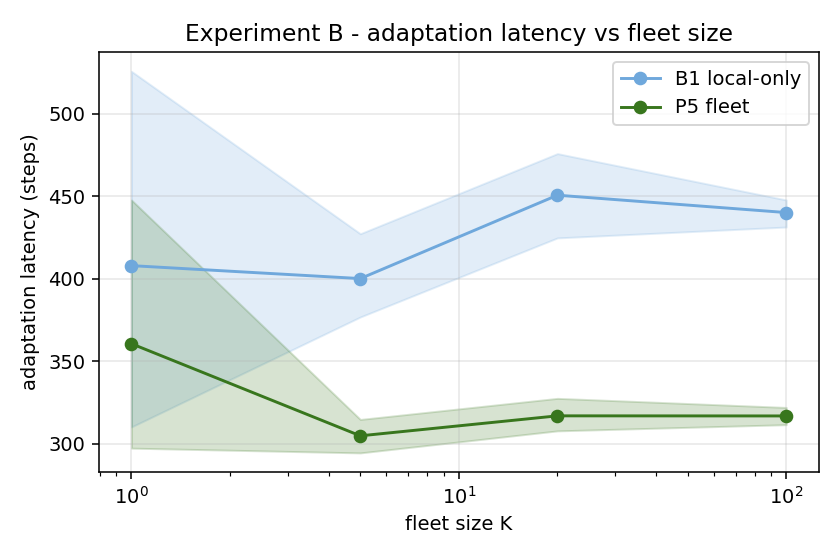 Experiment B - adaptation latency vs fleet size
B1 local-only
P5 fleet
adaptation latency (steps)
500
450
400
350
300
10⁰
10¹
10²
fleet size K